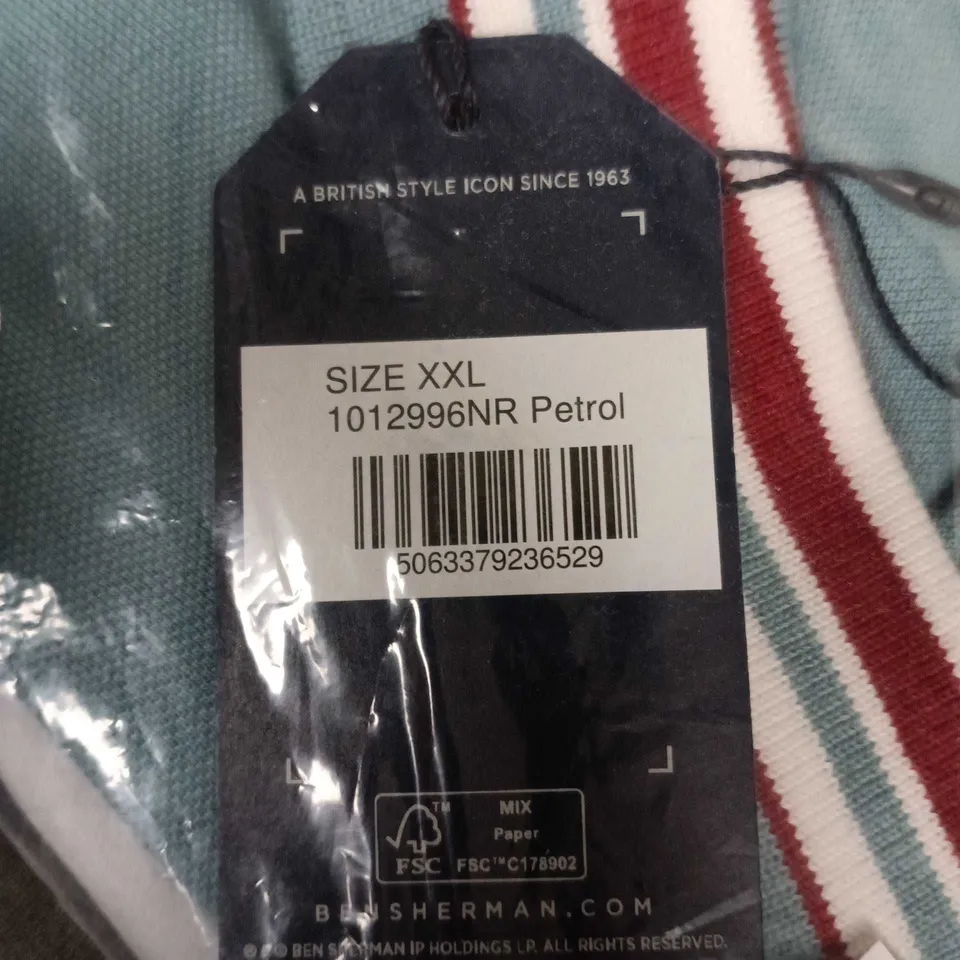 A BRITISH STYLE ICON SINCE 1963
SIZE XXL
1012996NR Petrol
5063379236529
MIX
Paper
FSC™ FSC™C178902
BENSHERMAN.COM
BEN SHERMAN IP HOLDINGS LP. ALL RIGHTS RESERVED.